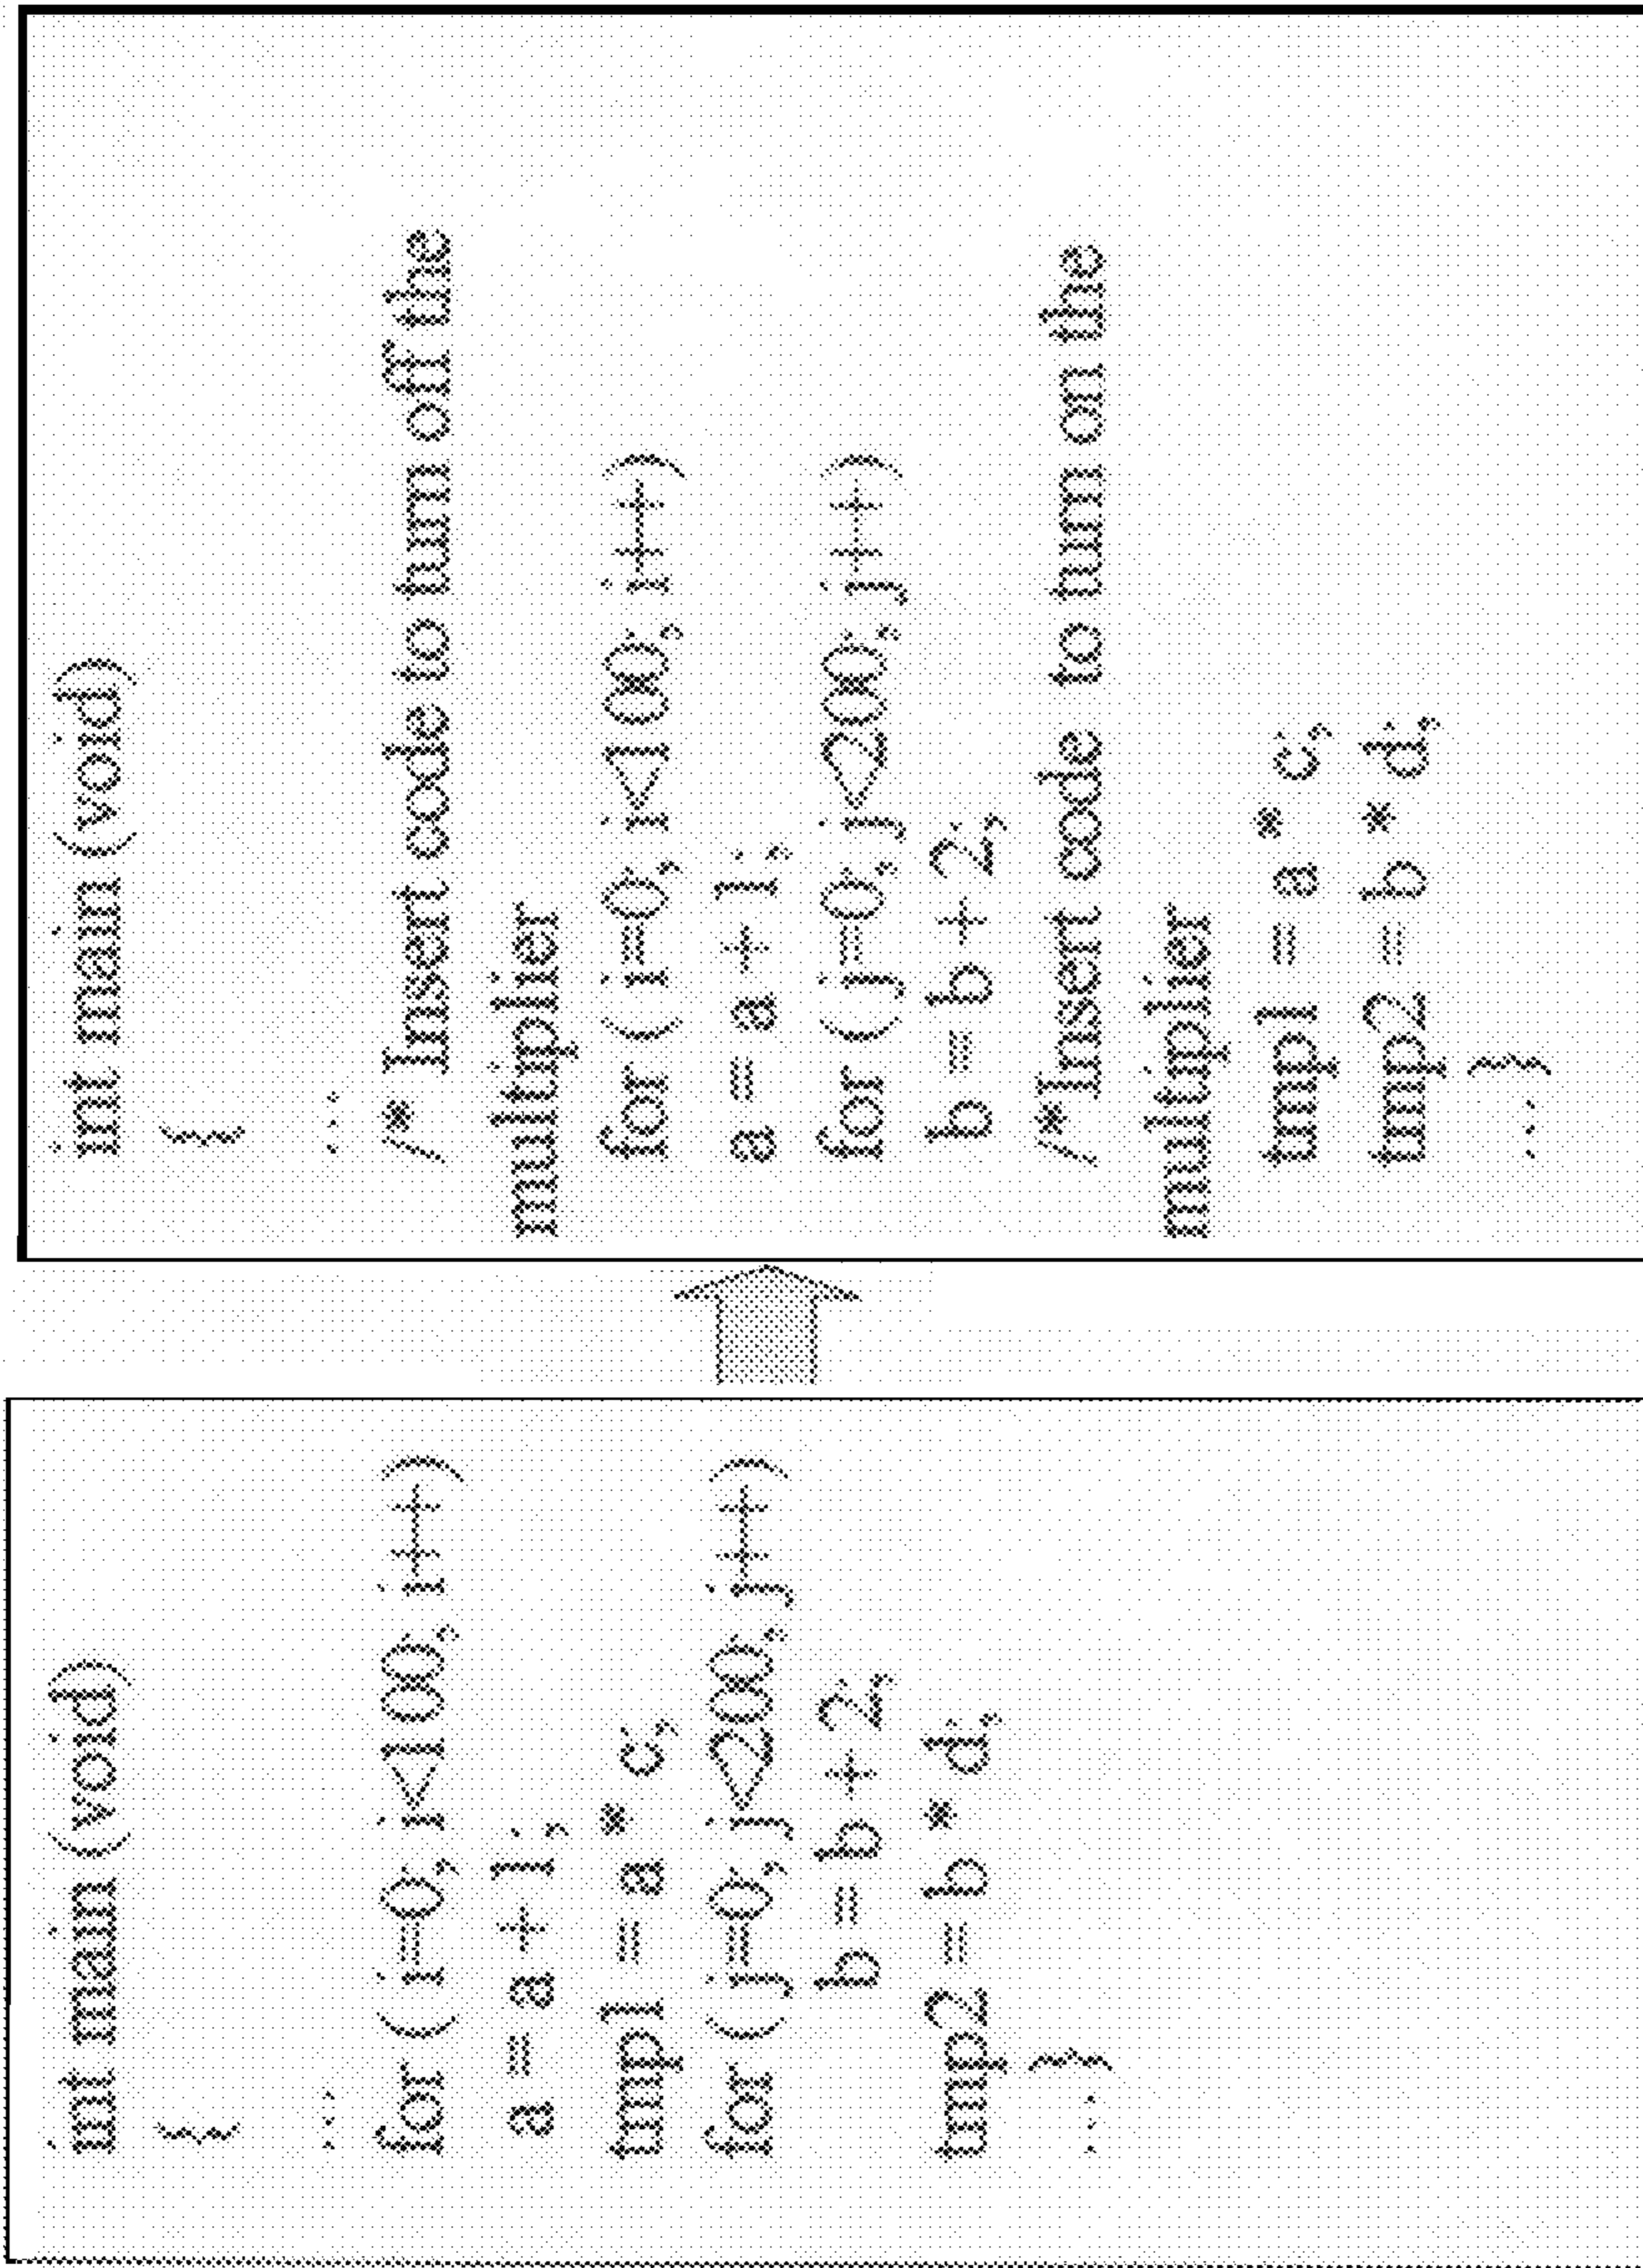 int main (void)
{
...
for ( i=0; i<100; i++)
a = a + 1;
tmp1 = a * c;
for ( j=0; j<200; j++)
b = b + 2;
tmp2 = b * d;
... }
int main (void)
{
...
/* Insert code to turn off the
multiplier
for ( i=0; i<100; i++)
a = a + 1;
for ( j=0; j<200; j++)
b = b + 2;
/*Insert code to turn on the
multiplier
tmp1 = a * c;
tmp2 = b * d;
... }